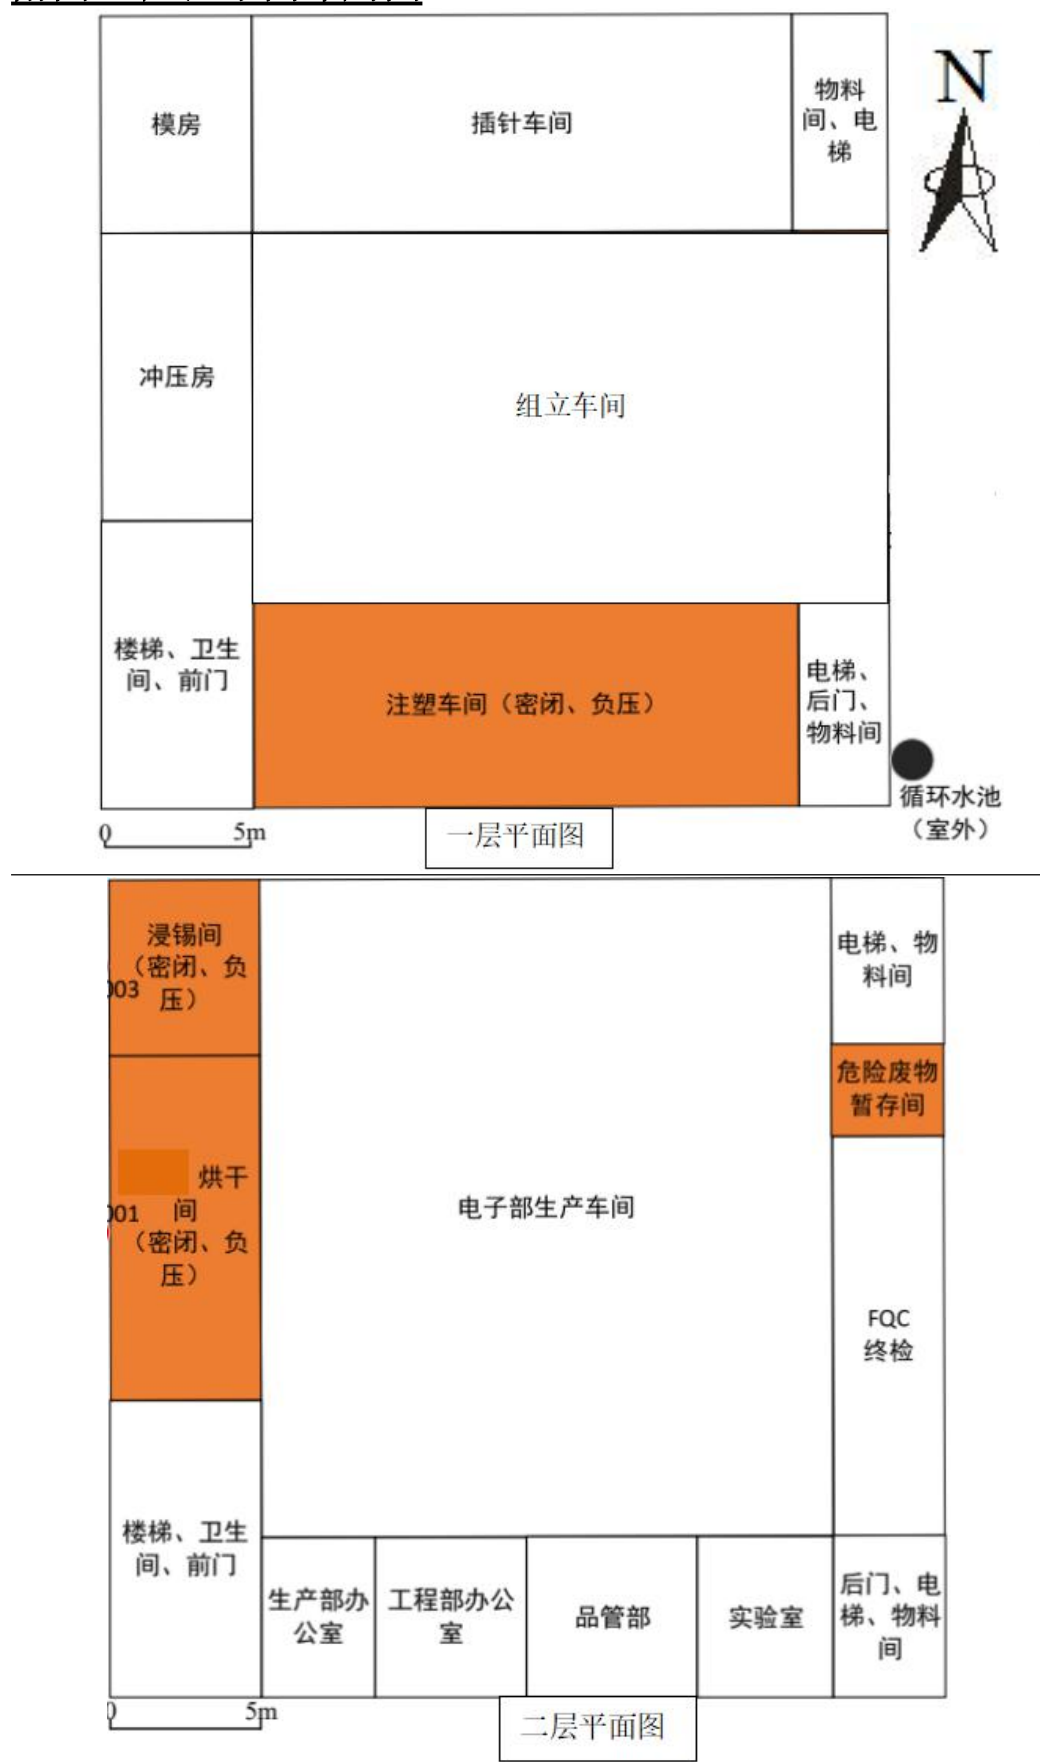 N
模房
插针车间
物料
间、电
梯
冲压房
组立车间
楼梯、卫生
间、前门
注塑车间（密闭、负压）
电梯、
后门、
物料间
循环水池
（室外）
0 5m
一层平面图
浸锡间
（密闭、负
压）
003
电梯、物
料间
危险废物
暂存间
烘干
间
001
（密闭、负
压）
电子部生产车间
FQC
终检
楼梯、卫生
间、前门
生产部办
公室
工程部办公
室
品管部
实验室
后门、电
梯、物料
间
0 5m
二层平面图